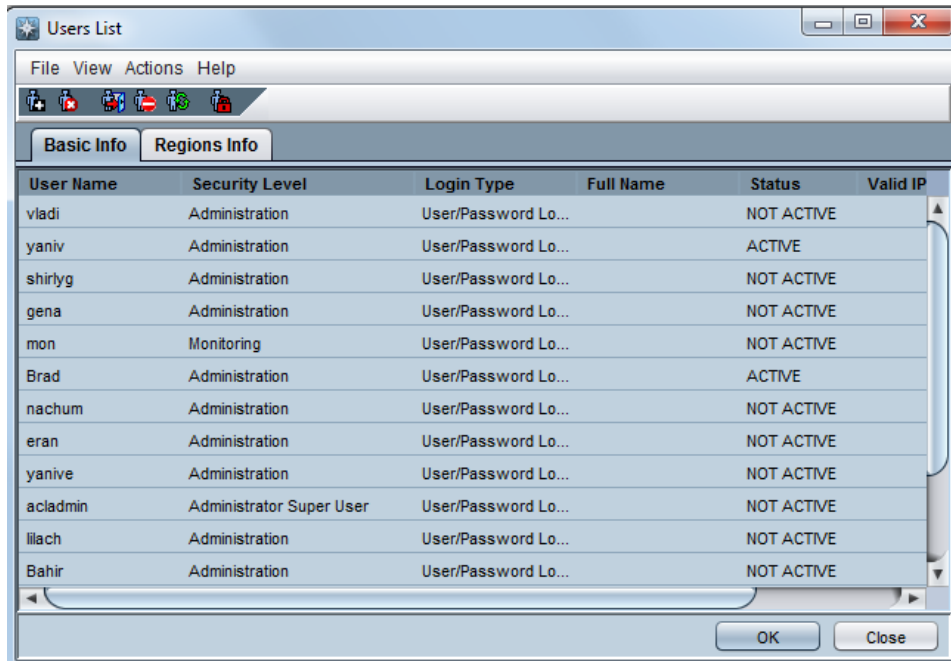 Users List
File View Actions Help
Basic Info Regions Info
User Name Security Level Login Type Full Name Status Valid IP
vladi Administration User/Password Lo... NOT ACTIVE
yaniv Administration User/Password Lo... ACTIVE
shirlyg Administration User/Password Lo... NOT ACTIVE
gena Administration User/Password Lo... NOT ACTIVE
mon Monitoring User/Password Lo... NOT ACTIVE
Brad Administration User/Password Lo... ACTIVE
nachum Administration User/Password Lo... NOT ACTIVE
eran Administration User/Password Lo... NOT ACTIVE
yanive Administration User/Password Lo... NOT ACTIVE
acladmin Administrator Super User User/Password Lo... NOT ACTIVE
lilach Administration User/Password Lo... NOT ACTIVE
Bahir Administration User/Password Lo... NOT ACTIVE
OK Close